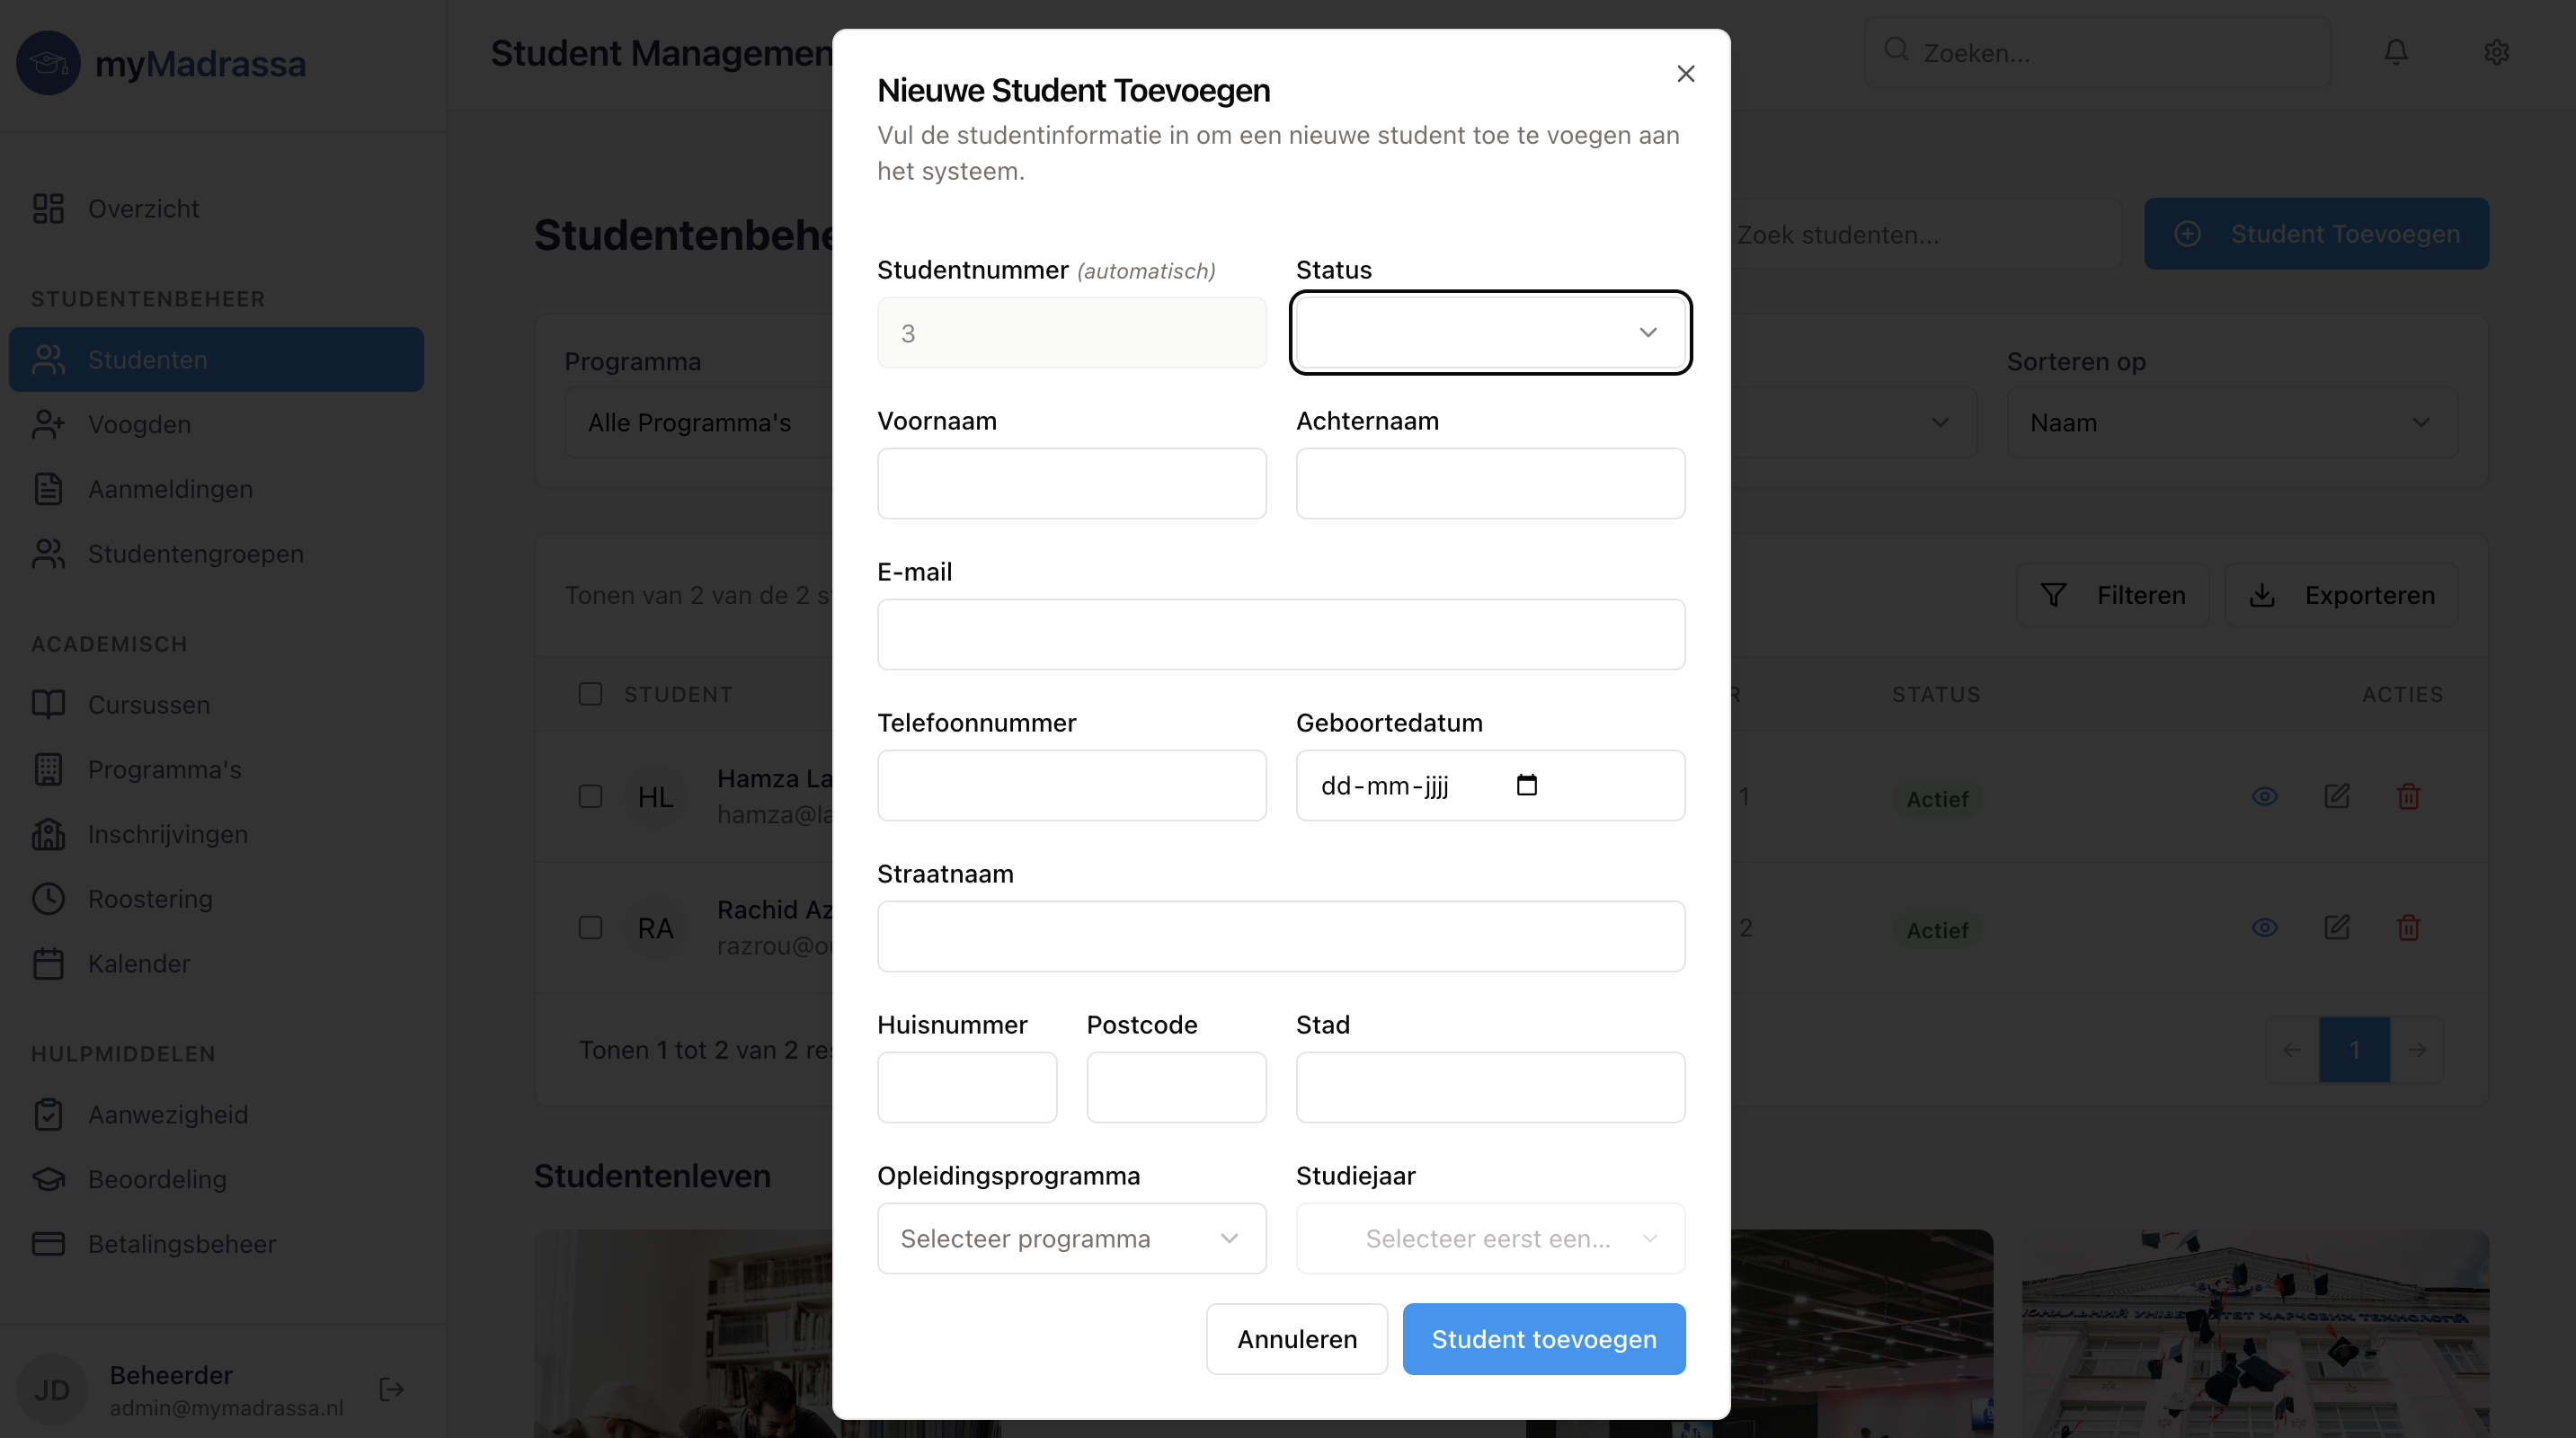 myMadrassa
Overzicht
STUDENTENBEHEER
Studenten
Voogden
Aanmeldingen
Studentengroepen
ACADEMISCH
Cursussen
Programma's
Inschrijvingen
Roostering
Kalender
HULPMIDDELEN
Aanwezigheid
Beoordeling
Betalingsbeheer
JD
Beheerder
admin@mymadrassa.nl
Student Managemen
Zoeken...
Studentenbehe
Zoek studenten...
Student Toevoegen
Programma
Alle Programma's
Sorteren op
Naam
Tonen van 2 van de 2 s
Filteren
Exporteren
STUDENT
STATUS
ACTIES
HL
Hamza La
hamza@la
1
Actief
RA
Rachid Az
razrou@o
2
Actief
Tonen 1 tot 2 van 2 res
1
Studentenleven
Nieuwe Student Toevoegen
Vul de studentinformatie in om een nieuwe student toe te voegen aan
het systeem.
Studentnummer (automatisch)
Status
3
Voornaam
Achternaam
E-mail
Telefoonnummer
Geboortedatum
dd-mm-jjjj
Straatnaam
Huisnummer
Postcode
Stad
Opleidingsprogramma
Studiejaar
Selecteer programma
Selecteer eerst een...
Annuleren
Student toevoegen